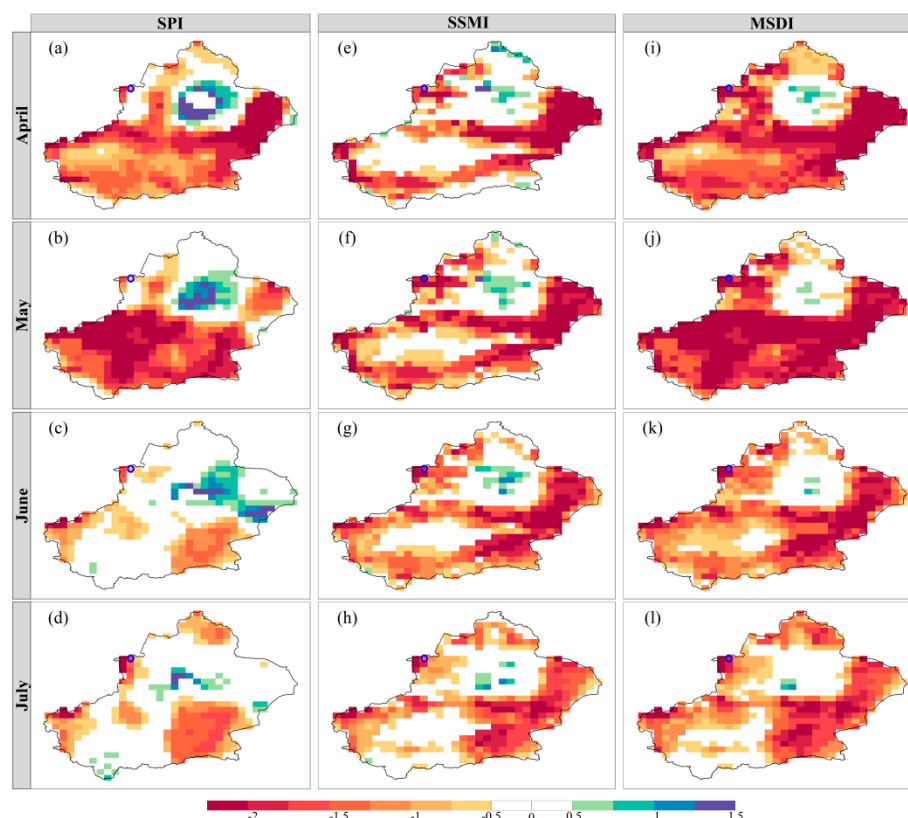 SPI SSMI MSDI
April
(a) (e) (i)
May
(b) (f) (j)
June
(c) (g) (k)
July
(d) (h) (l)
-2 -1.5 -1 -0.5 0 0.5 1 1.5